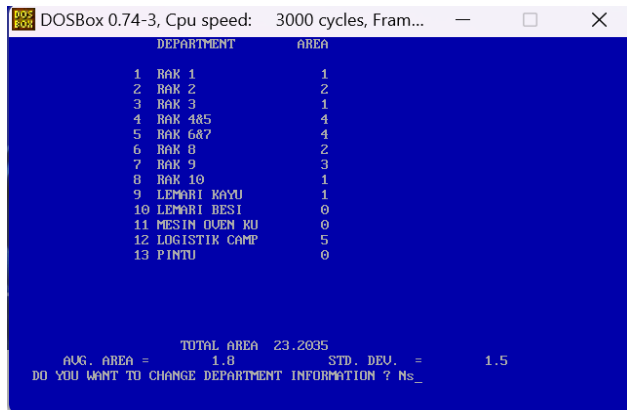 DOS BOX DOSBox 0.74-3, Cpu speed: 3000 cycles, Fram...
DEPARTMENT AREA
1 RAK 1 1
2 RAK 2 2
3 RAK 3 1
4 RAK 4&5 4
5 RAK 6&7 4
6 RAK 8 2
7 RAK 9 3
8 RAK 10 1
9 LEMARI KAYU 1
10 LEMARI BESI 0
11 MESIN OVEN KU 0
12 LOGISTIK CAMP 5
13 PINTU 0
TOTAL AREA 23.2035
AVG. AREA = 1.8 STD. DEV. = 1.5
DO YOU WANT TO CHANGE DEPARTMENT INFORMATION ? Ns_